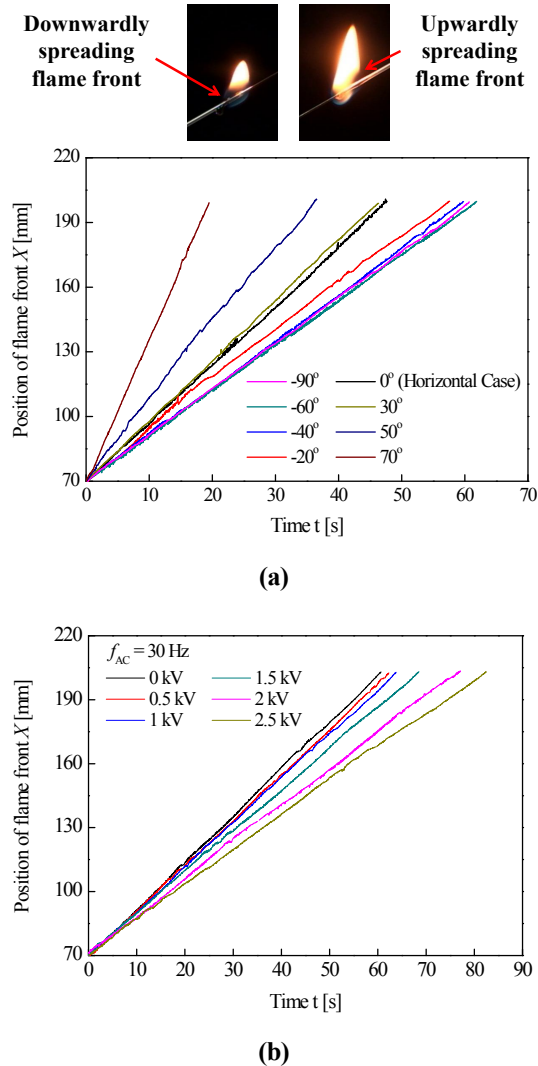 Downwardly
spreading
flame front
Upwardly
spreading
flame front
220
190
160
130
100
70
Position of flame front X [mm]
-90° 0° (Horizontal Case)
-60° 30°
-40° 50°
-20° 70°
0 10 20 30 40 50 60 70
Time t [s]
(a)
220
190
160
130
100
70
Position of flame front X [mm]
f_AC = 30 Hz
0 kV 1.5 kV
0.5 kV 2 kV
1 kV 2.5 kV
0 10 20 30 40 50 60 70 80 90
Time t [s]
(b)